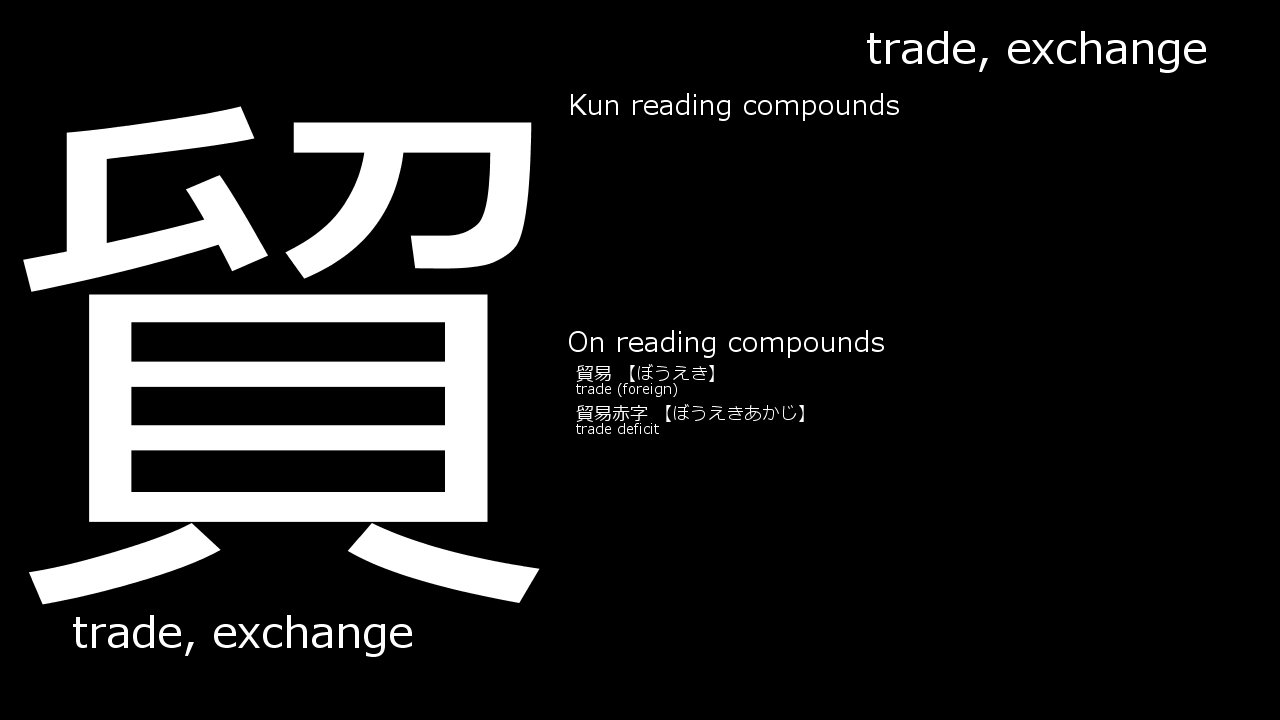 trade, exchange
貿
Kun reading compounds
On reading compounds
貿易 【ぼうえき】
trade (foreign)
貿易赤字 【ぼうえきあかじ】
trade deficit
trade, exchange